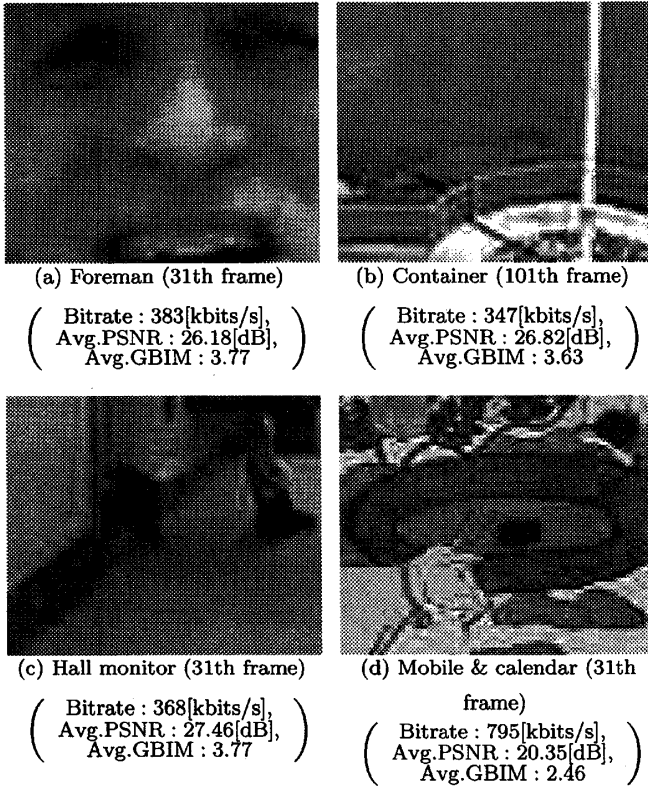 (a) Foreman (31th frame)
( Bitrate : 383[kbits/s],
Avg.PSNR : 26.18[dB],
Avg.GBIM : 3.77 )
(b) Container (101th frame)
( Bitrate : 347[kbits/s],
Avg.PSNR : 26.82[dB],
Avg.GBIM : 3.63 )
(c) Hall monitor (31th frame)
( Bitrate : 368[kbits/s],
Avg.PSNR : 27.46[dB],
Avg.GBIM : 3.77 )
(d) Mobile & calendar (31th
frame)
( Bitrate : 795[kbits/s],
Avg.PSNR : 20.35[dB],
Avg.GBIM : 2.46 )